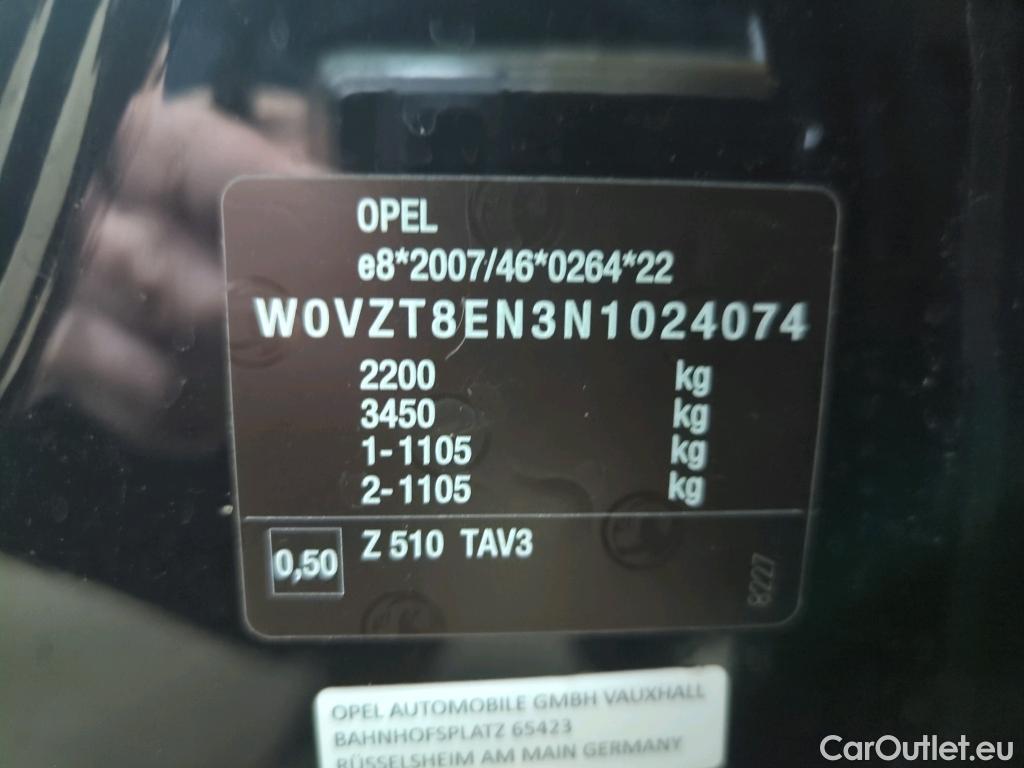 OPEL
e8*2007/46*0264*22
W0VZT8EN3N1024074
2200 kg
3450 kg
1-1105 kg
2-1105 kg
0,50 Z 510 TAV3
8227
OPEL AUTOMOBILE GMBH VAUXHALL
BAHNHOFSPLATZ 65423
RÜSSELSHEIM AM MAIN GERMANY
CarOutlet.eu